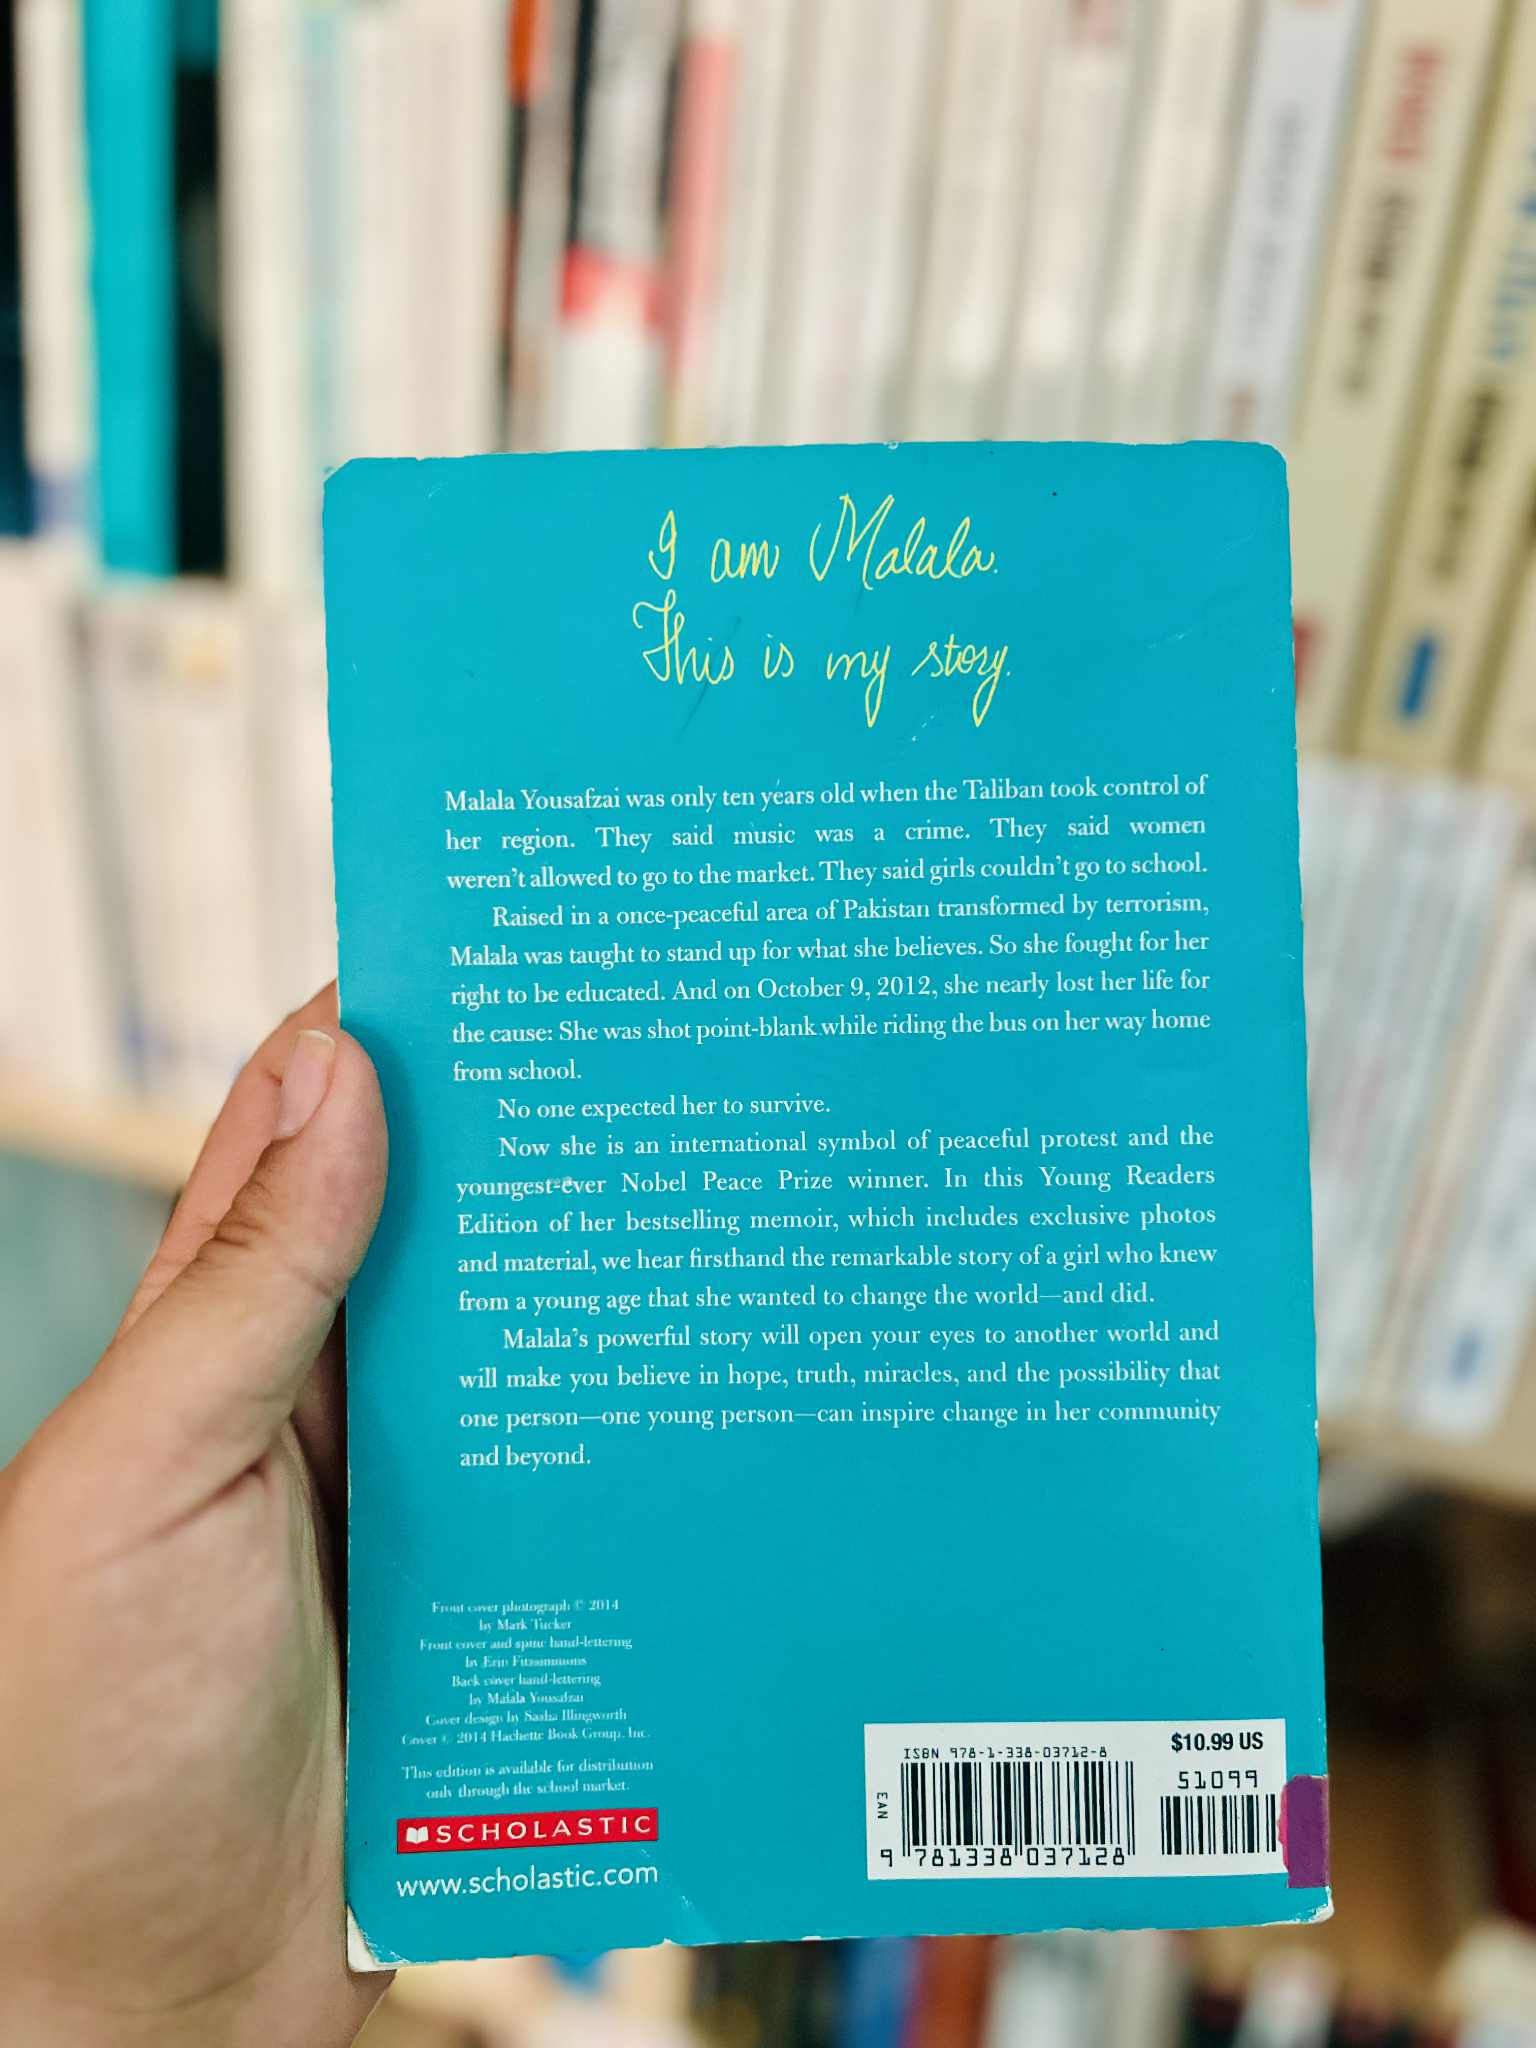 I am Malala.
This is my story.
Malala Yousafzai was only ten years old when the Taliban took control of
her region. They said music was a crime. They said women
weren't allowed to go to the market. They said girls couldn't go to school.
Raised in a once-peaceful area of Pakistan transformed by terrorism,
Malala was taught to stand up for what she believes. So she fought for her
right to be educated. And on October 9, 2012, she nearly lost her life for
the cause: She was shot point-blank while riding the bus on her way home
from school.
No one expected her to survive.
Now she is an international symbol of peaceful protest and the
youngest-ever Nobel Peace Prize winner. In this Young Readers
Edition of her bestselling memoir, which includes exclusive photos
and material, we hear firsthand the remarkable story of a girl who knew
from a young age that she wanted to change the world—and did.
Malala's powerful story will open your eyes to another world and
will make you believe in hope, truth, miracles, and the possibility that
one person—one young person—can inspire change in her community
and beyond.
Front cover photograph © 2014
by Mark Tucker
Front cover and spine hand-lettering
by Erin Fitzsimmons
Back cover hand-lettering
by Malala Yousafzai
Cover design by Sasha Illingworth
Cover © 2014 Hachette Book Group, Inc.
This edition is available for distribution
only through the school market.
SCHOLASTIC
www.scholastic.com
ISBN 978-1-338-03712-8
$10.99 US
51099
EAN
9 781338 037128